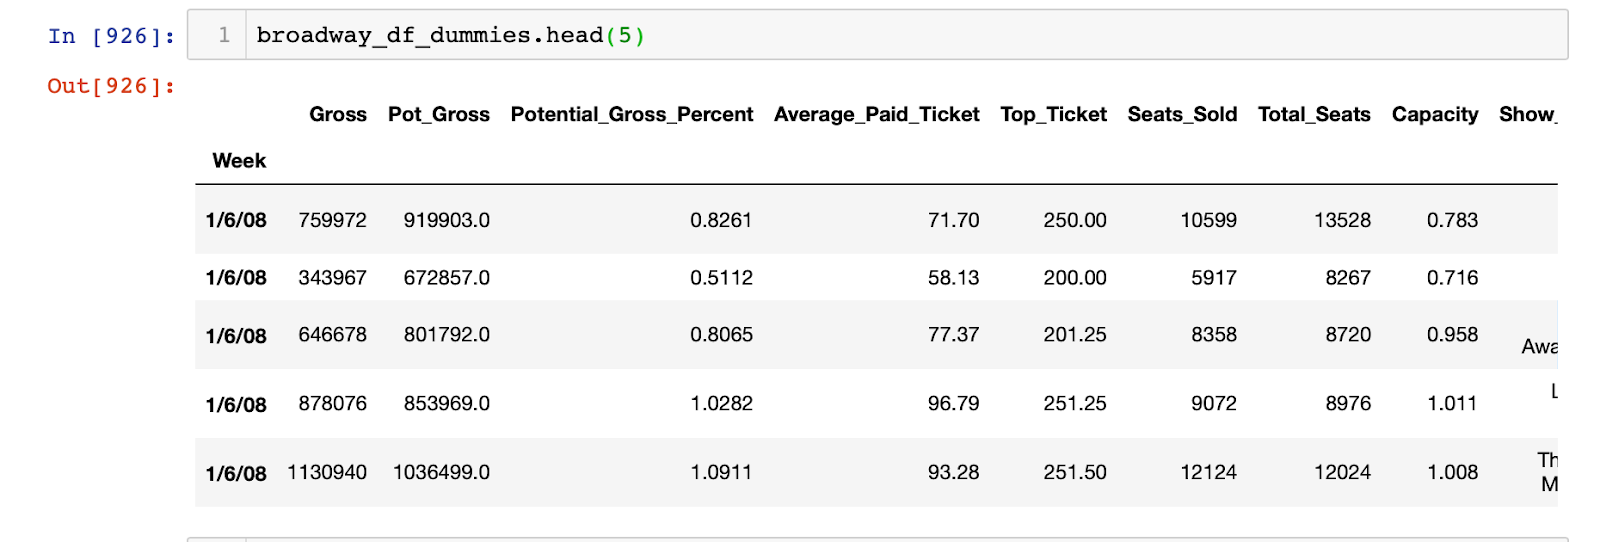 In [926]: 1 broadway_df_dummies.head(5)
Out[926]:
Gross Pot_Gross Potential_Gross_Percent Average_Paid_Ticket Top_Ticket Seats_Sold Total_Seats Capacity Show_
Week
1/6/08 759972 919903.0 0.8261 71.70 250.00 10599 13528 0.783
1/6/08 343967 672857.0 0.5112 58.13 200.00 5917 8267 0.716
1/6/08 646678 801792.0 0.8065 77.37 201.25 8358 8720 0.958
Awa
L
1/6/08 878076 853969.0 1.0282 96.79 251.25 9072 8976 1.011
Th
1/6/08 1130940 1036499.0 1.0911 93.28 251.50 12124 12024 1.008
M